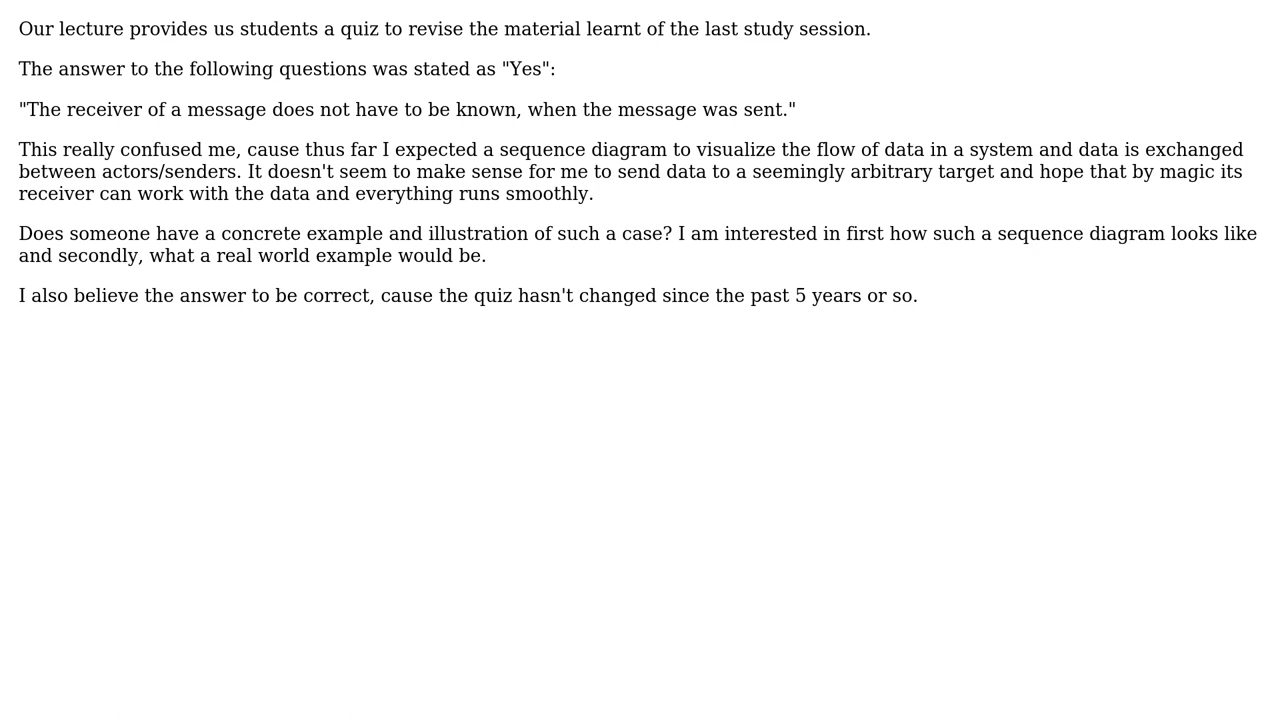 Our lecture provides us students a quiz to revise the material learnt of the last study session.
The answer to the following questions was stated as "Yes":
"The receiver of a message does not have to be known, when the message was sent."
This really confused me, cause thus far I expected a sequence diagram to visualize the flow of data in a system and data is exchanged
between actors/senders. It doesn't seem to make sense for me to send data to a seemingly arbitrary target and hope that by magic its
receiver can work with the data and everything runs smoothly.
Does someone have a concrete example and illustration of such a case? I am interested in first how such a sequence diagram looks like
and secondly, what a real world example would be.
I also believe the answer to be correct, cause the quiz hasn't changed since the past 5 years or so.